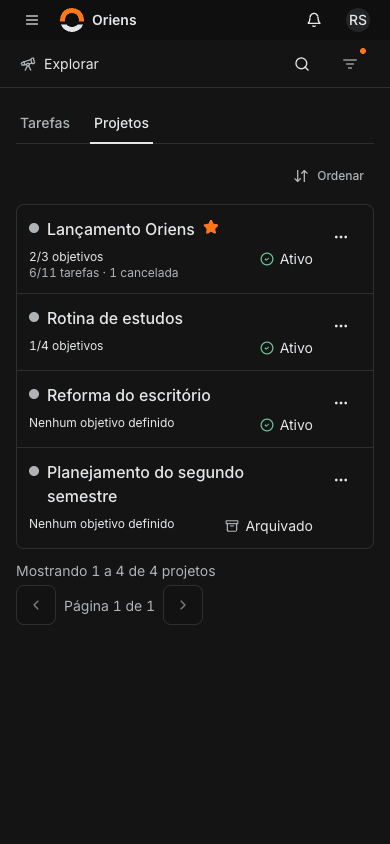 Oriens
RS
Explorar
Tarefas
Projetos
Ordenar
Lançamento Oriens
2/3 objetivos
6/11 tarefas · 1 cancelada
Ativo
Rotina de estudos
1/4 objetivos
Ativo
Reforma do escritório
Nenhum objetivo definido
Ativo
Planejamento do segundo
semestre
Nenhum objetivo definido
Arquivado
Mostrando 1 a 4 de 4 projetos
Página 1 de 1